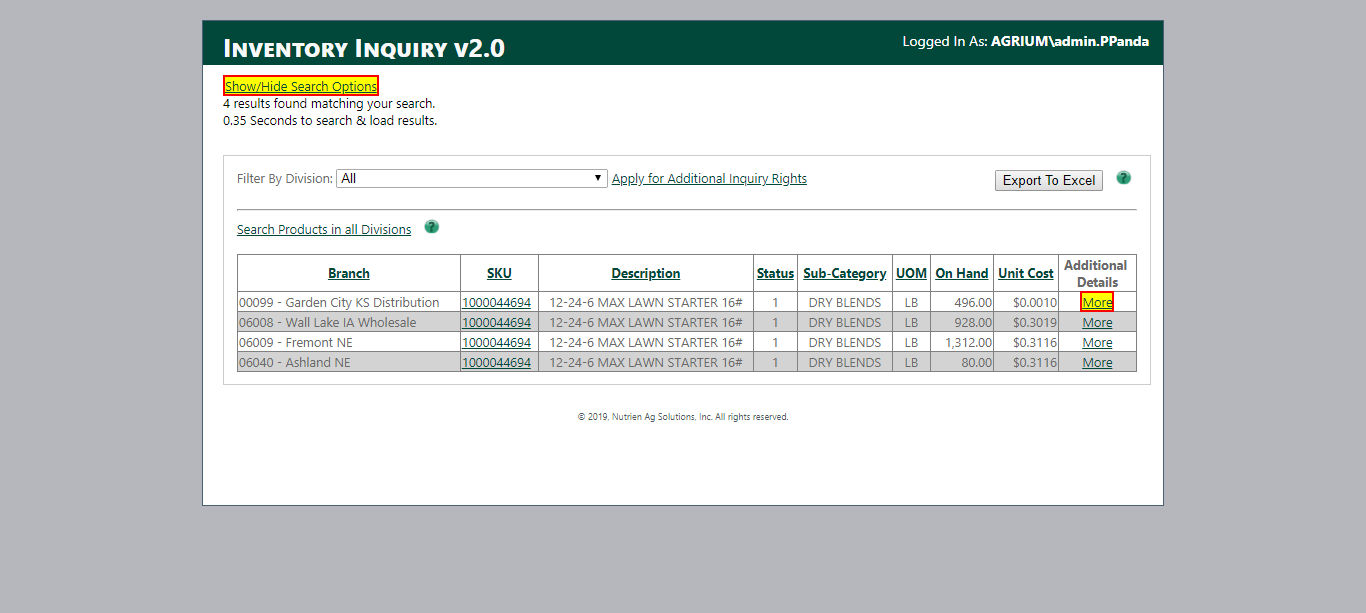 INVENTORY INQUIRY V2.0
Logged In As: AGRIUM\admin.PPanda
Show/Hide Search Options
4 results found matching your search.
0.35 Seconds to search & load results.
Filter By Division: All Apply for Additional Inquiry Rights Export To Excel ?
Search Products in all Divisions ?
Branch SKU Description Status Sub-Category UOM On Hand Unit Cost Additional Details
00099 - Garden City KS Distribution 1000044694 12-24-6 MAX LAWN STARTER 16# 1 DRY BLENDS LB 496.00 $0.0010 More
06008 - Wall Lake IA Wholesale 1000044694 12-24-6 MAX LAWN STARTER 16# 1 DRY BLENDS LB 928.00 $0.3019 More
06009 - Fremont NE 1000044694 12-24-6 MAX LAWN STARTER 16# 1 DRY BLENDS LB 1,312.00 $0.3116 More
06040 - Ashland NE 1000044694 12-24-6 MAX LAWN STARTER 16# 1 DRY BLENDS LB 80.00 $0.3116 More
© 2019, Nutrien Ag Solutions, Inc. All rights reserved.